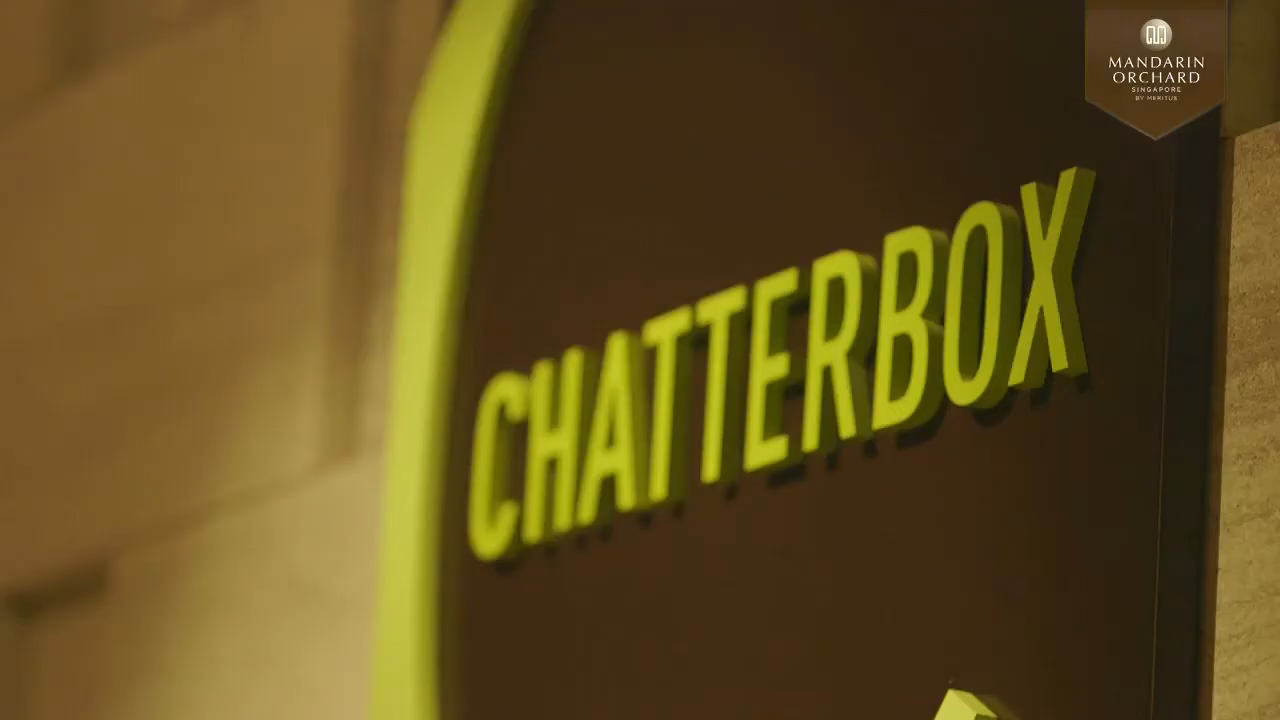 MANDARIN
ORCHARD
SINGAPORE
BY MERITUS
CHATTERBOX